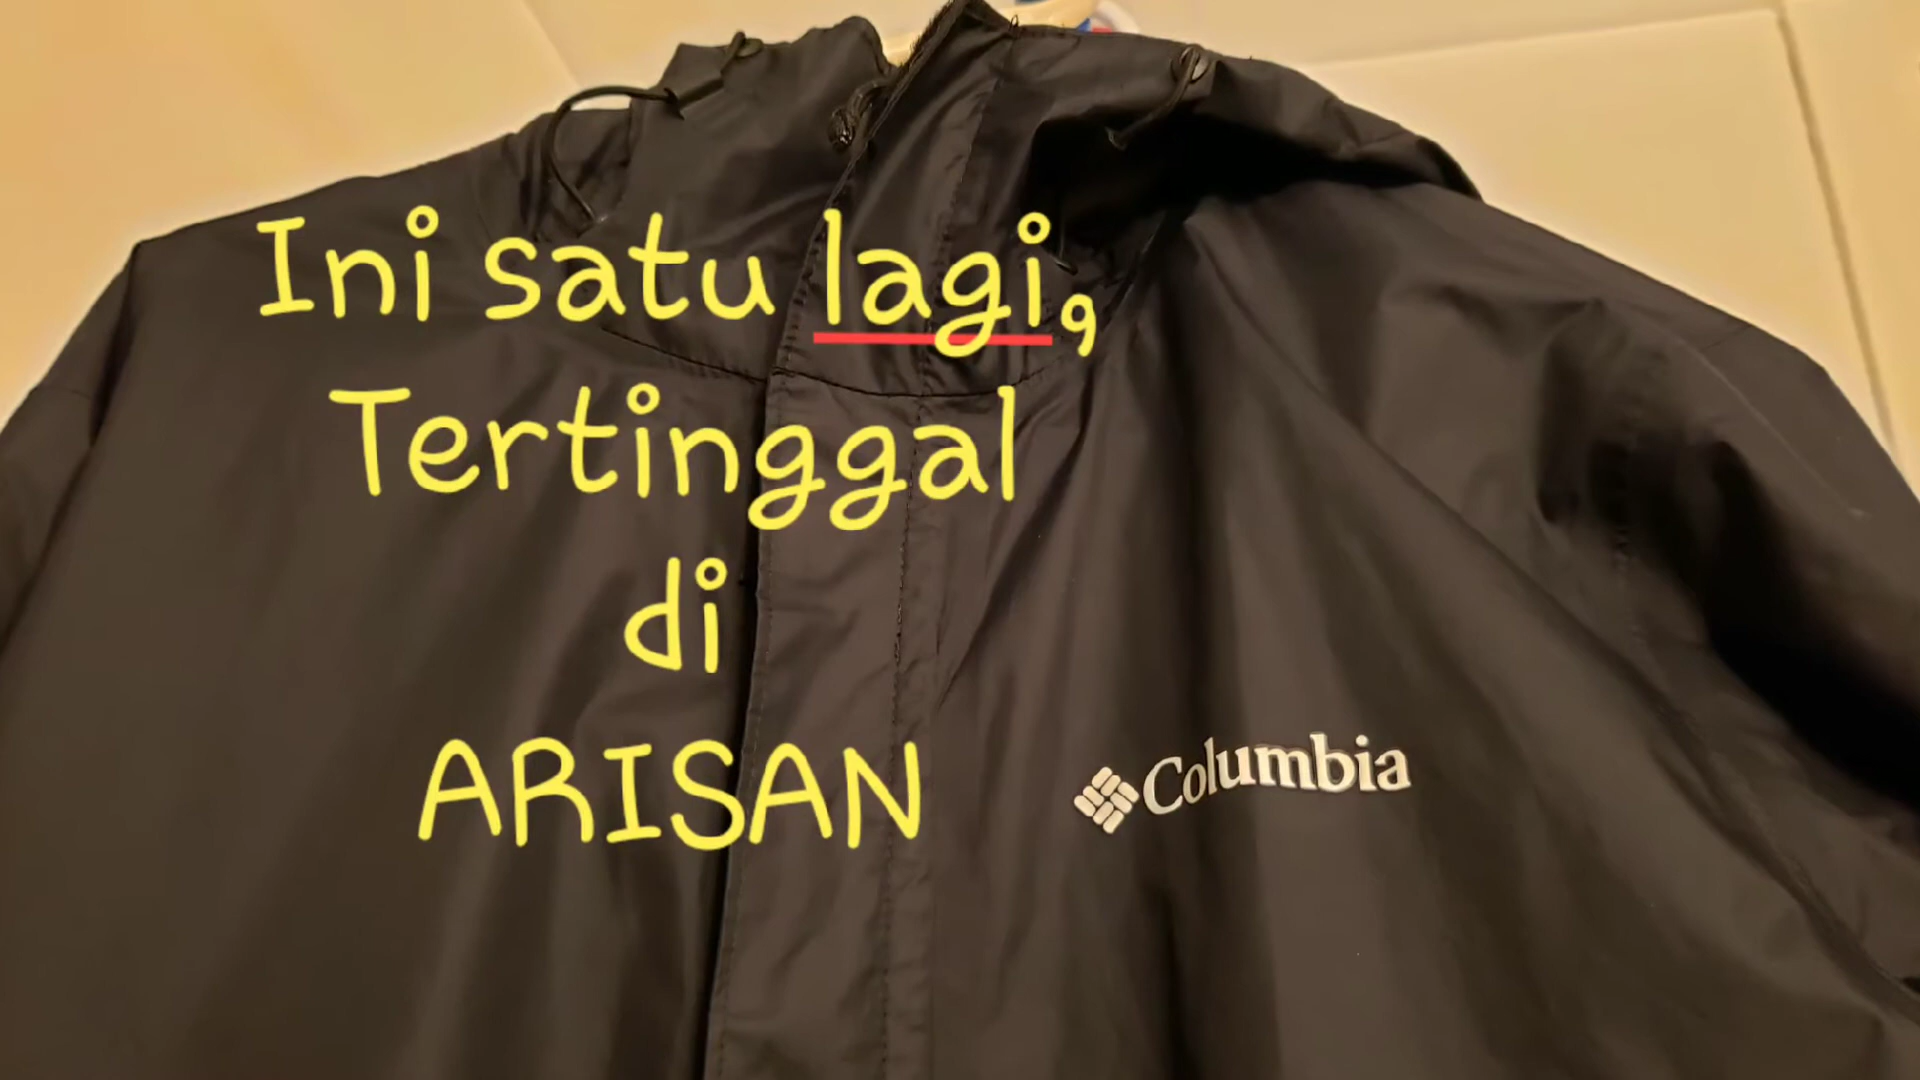 Ini satu lagi,
Tertinggal
di
ARISAN
Columbia